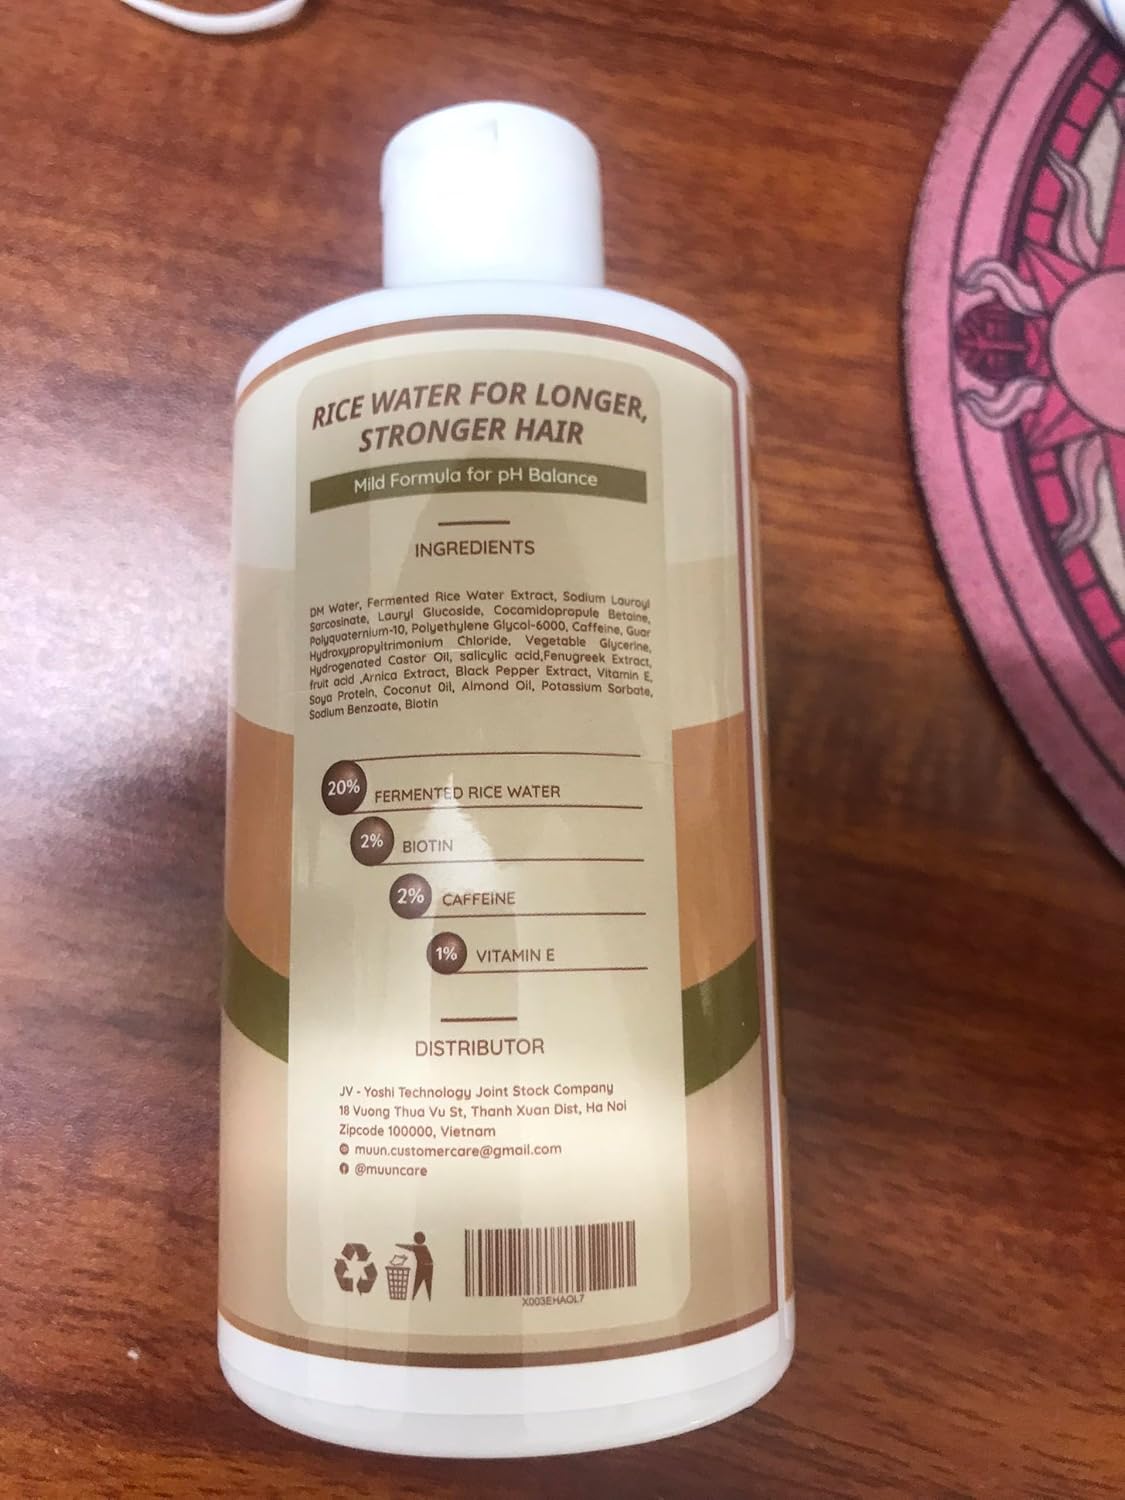 RICE WATER FOR LONGER,
STRONGER HAIR
Mild Formula for pH Balance
INGREDIENTS
DM Water, Fermented Rice Water Extract, Sodium Lauroyl
Sarcosinate, Lauryl Glucoside, Cocamidopropule Betaine,
Polyquaternium-10, Polyethylene Glycol-6000, Caffeine, Guar
Hydroxypropyltrimonium Chloride, Vegetable Glycerine,
Hydrogenated Castor Oil, salicylic acid,Fenugreek Extract,
fruit acid ,Arnica Extract, Black Pepper Extract, Vitamin E,
Soya Protein, Coconut Oil, Almond Oil, Potassium Sorbate,
Sodium Benzoate, Biotin
20% FERMENTED RICE WATER
2% BIOTIN
2% CAFFEINE
1% VITAMIN E
DISTRIBUTOR
JV - Yoshi Technology Joint Stock Company
18 Vuong Thua Vu St, Thanh Xuan Dist, Ha Noi
Zipcode 100000, Vietnam
muun.customercare@gmail.com
@muuncare
X003EHAOL7